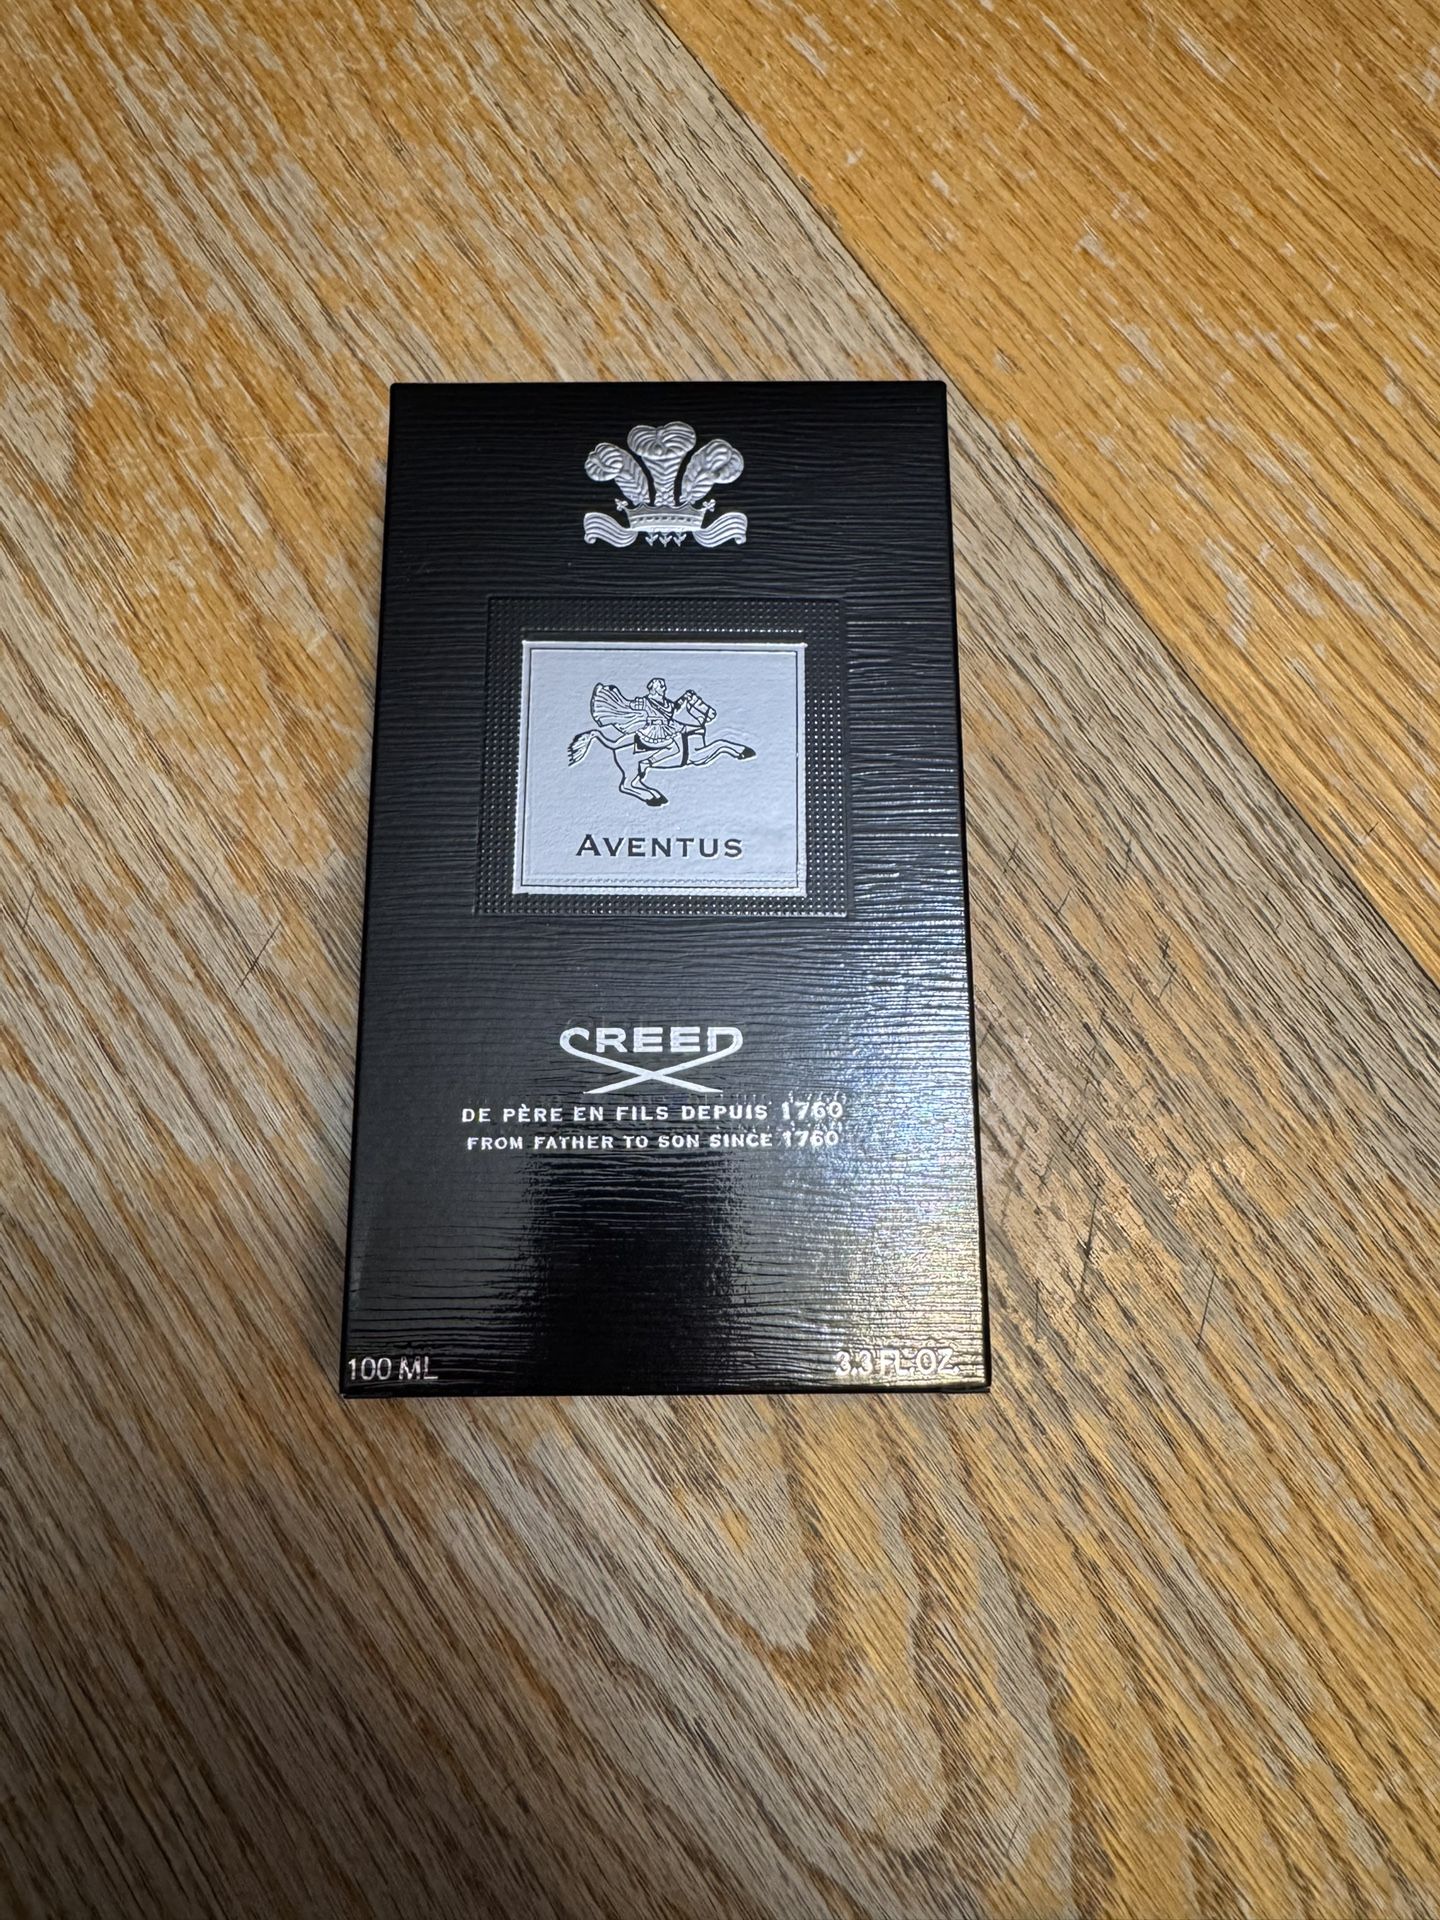 AVENTUS
CREED
DE PÈRE EN FILS DEPUIS 1760
FROM FATHER TO SON SINCE 1760
100 ML
3.3 FL.OZ.